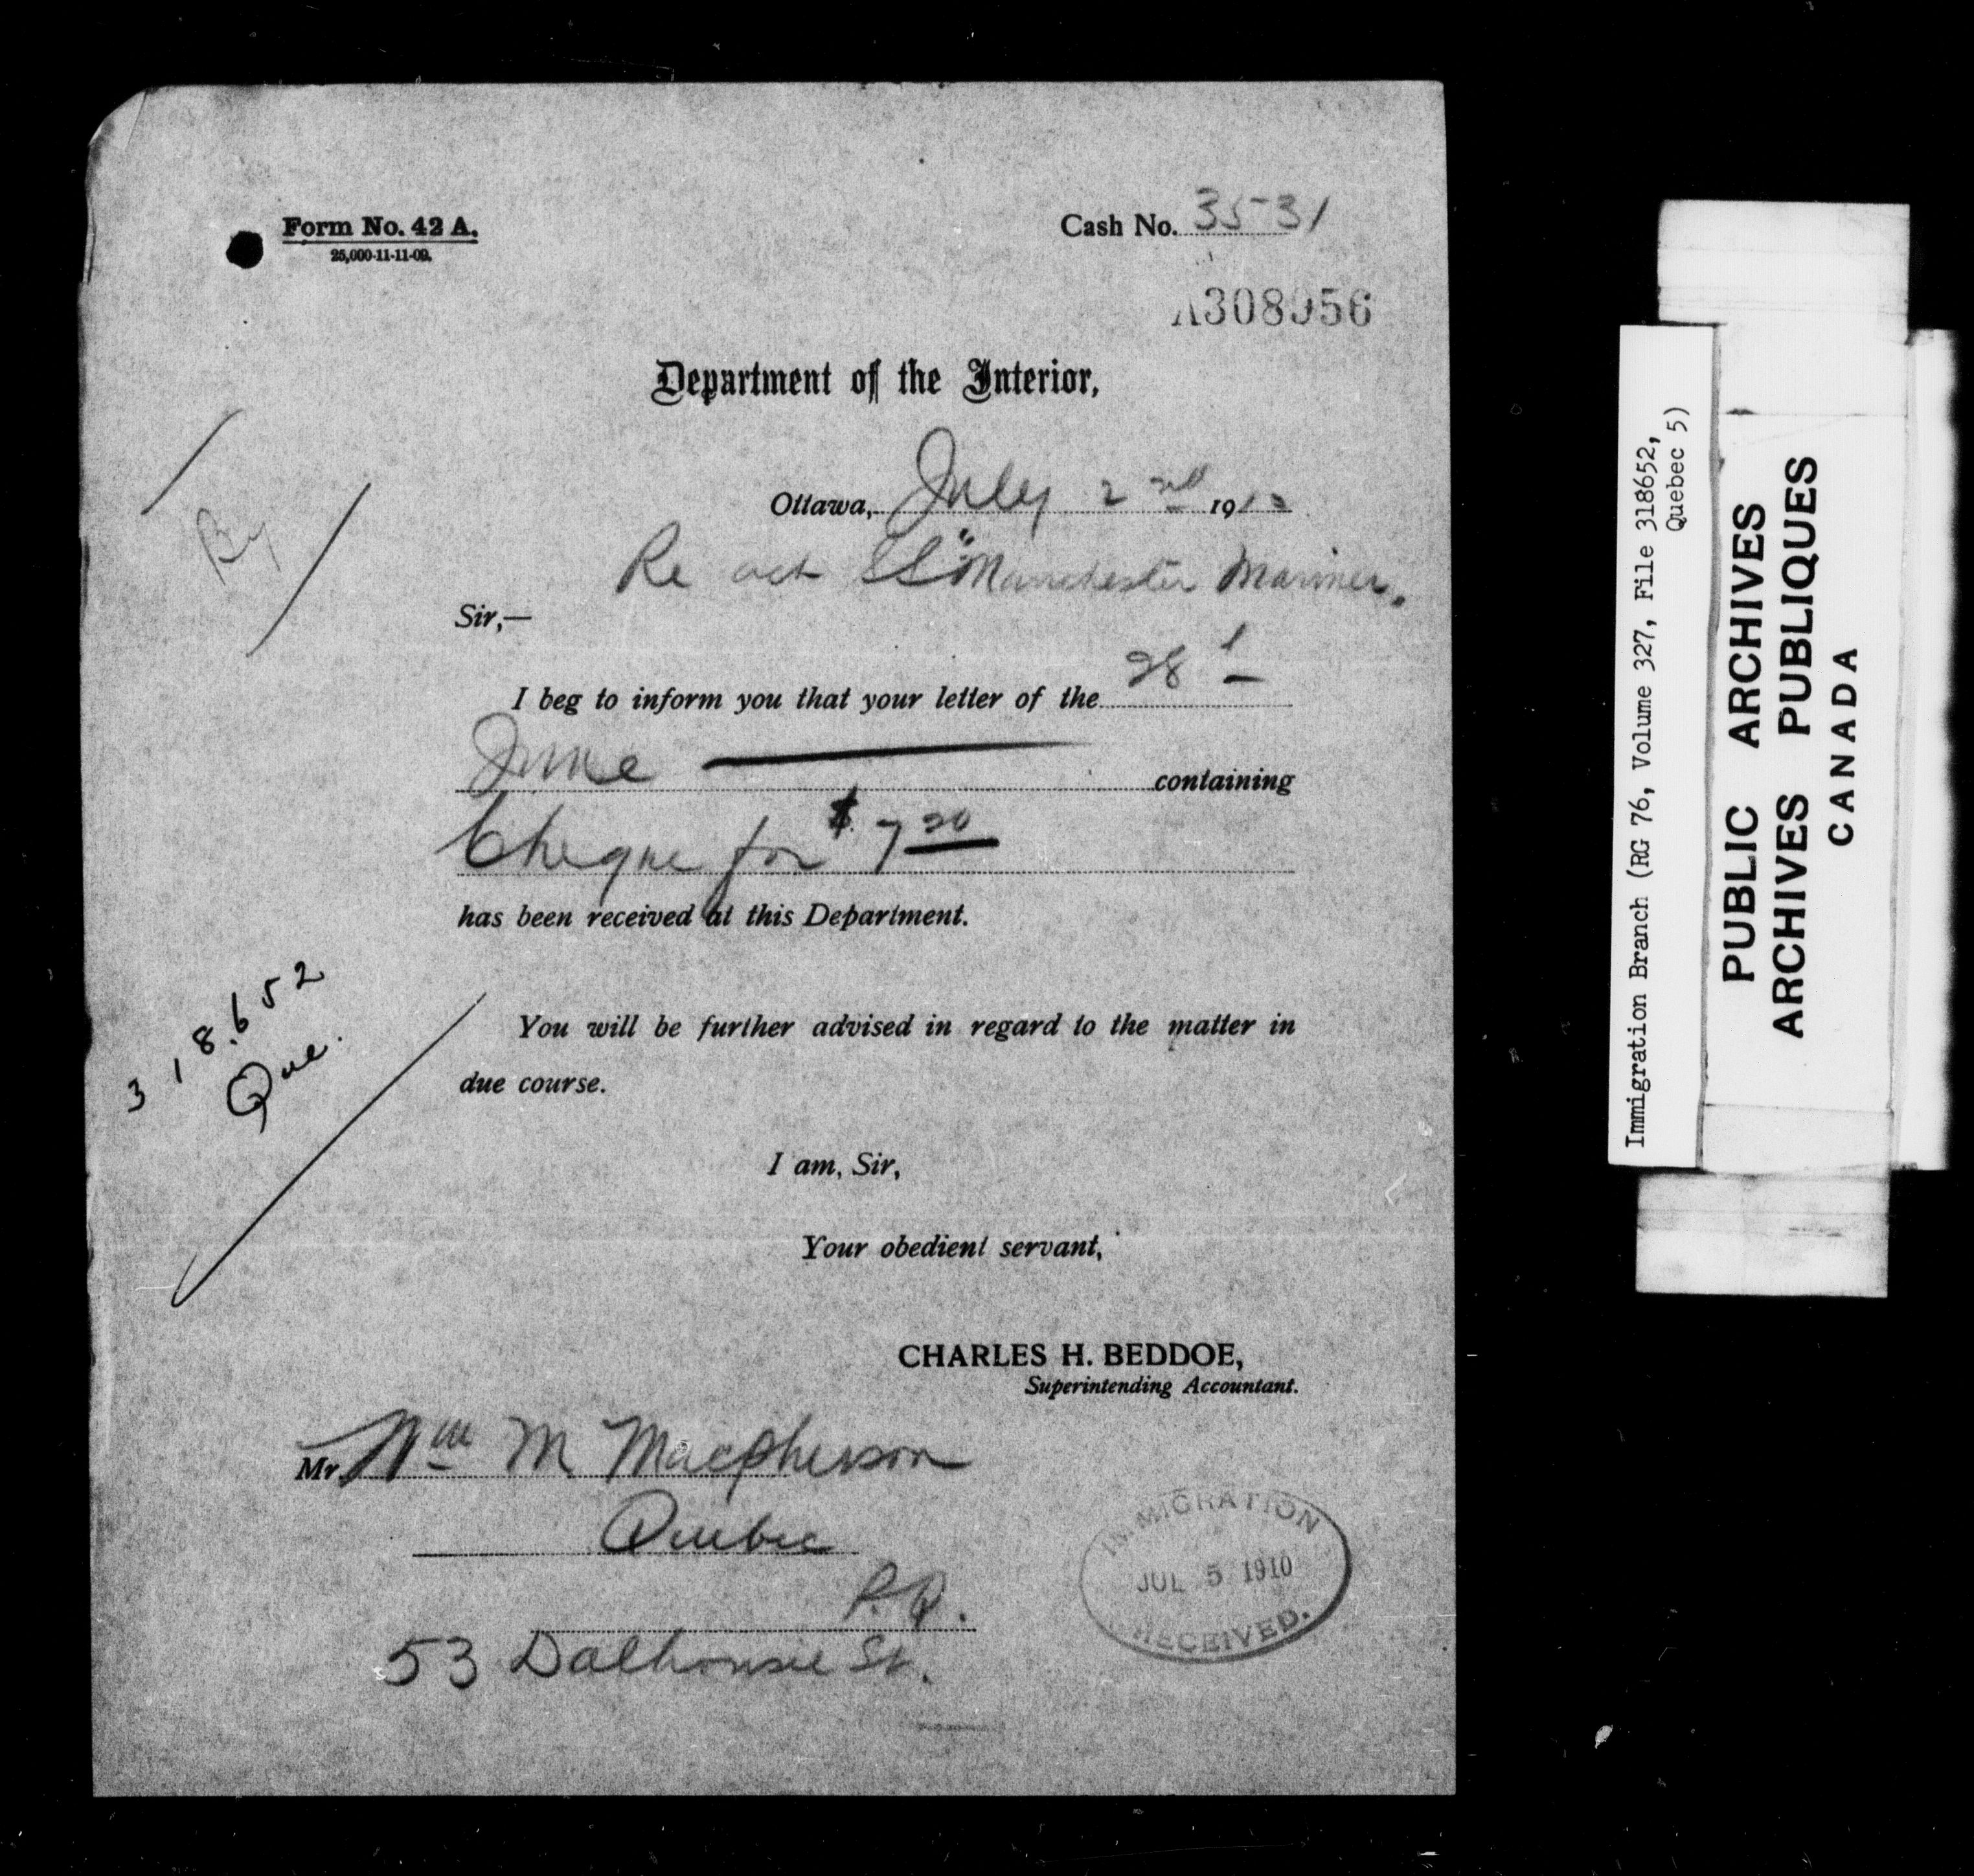 Form No. 42 A.
25,000-11-11-09.
Cash No. 3531
A308956
Department of the Interior,
Ottawa, July 2nd 1910
Re act SS "Manchester Mariner.
Sir,—
I beg to inform you that your letter of the 28
June containing
Cheque for $7.20
has been received at this Department.
318,652
Que.
You will be further advised in regard to the matter in
due course.
I am, Sir,
Your obedient servant,
CHARLES H. BEDDOE,
Superintending Accountant.
Mr. Wm M Macpherson
Quebec
P.Q.
53 Dalhousie St.
IMMIGRATION
JUL 5 1910
RECEIVED.
Immigration Branch (RG 76, Volume 327, File 318652,
Quebec 5)
PUBLIC ARCHIVES
ARCHIVES PUBLIQUES
CANADA